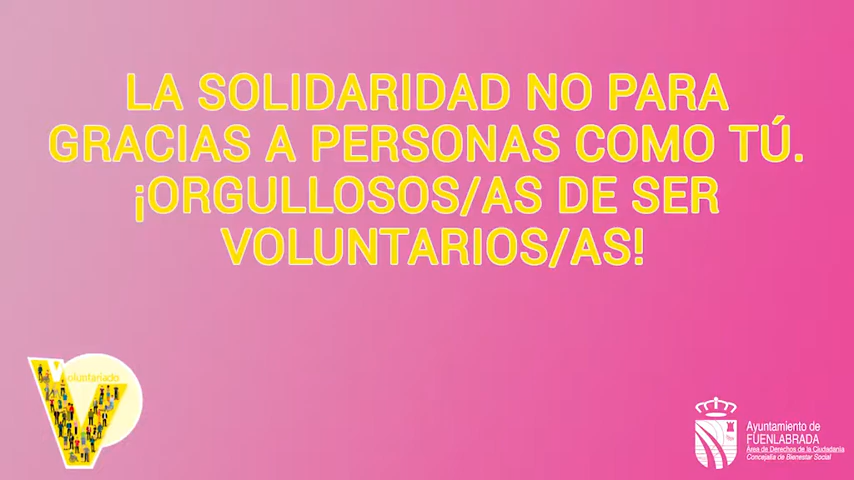 LA SOLIDARIDAD NO PARA
GRACIAS A PERSONAS COMO TÚ.
¡ORGULLOSOS/AS DE SER
VOLUNTARIOS/AS!
Voluntariado
Ayuntamiento de
FUENLABRADA
Área de Derechos de la Ciudadanía
Concejalía de Bienestar Social